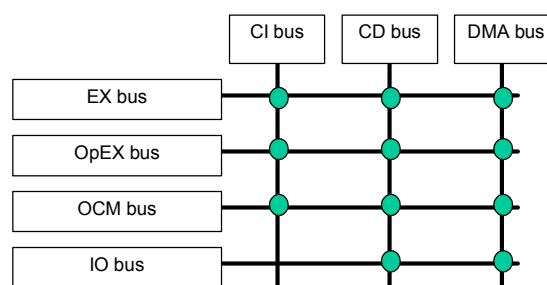 CI bus
CD bus
DMA bus
EX bus
OpEX bus
OCM bus
IO bus